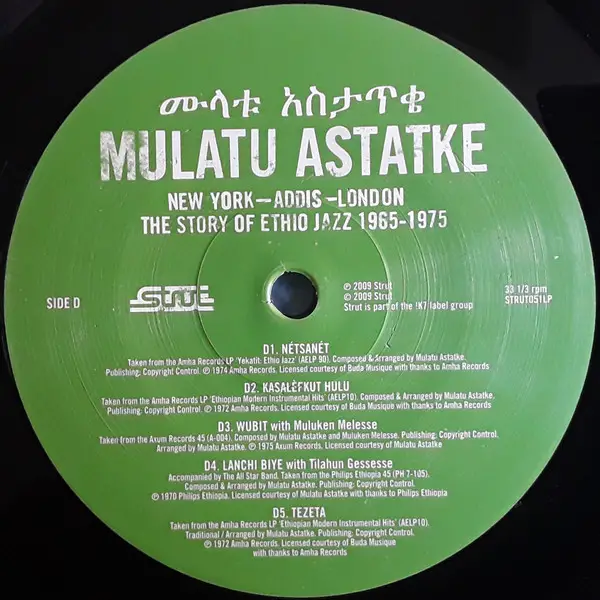 ሙላቱ አስታጥቄ
MULATU ASTATKE
NEW YORK—ADDIS—LONDON
THE STORY OF ETHIO JAZZ 1965-1975
SIDE D
STRUT
℗ 2009 Strut
© 2009 Strut
Strut is part of the !K7 label group
33 1/3 rpm
STRUT051LP
D1. NÈTSANÈT
Taken from the Amha Records LP 'Yekatit: Ethio Jazz' (AELP 90). Composed & Arranged by Mulatu Astatke.
Publishing: Copyright Control. ℗ 1974 Amha Records. Licensed courtesy of Buda Musique with thanks to Amha Records
D2. KASALÈFKUT HULU
Taken from the Amha Records LP 'Ethiopian Modern Instrumental Hits' (AELP10). Composed & Arranged by Mulatu Astatke.
Publishing: Copyright Control. ℗ 1972 Amha Records. Licensed courtesy of Buda Musique with thanks to Amha Records
D3. WUBIT with Muluken Melesse
Taken from the Axum Records 45 (A-004). Composed by Mulatu Astatke and Muluken Melesse. Publishing: Copyright Control.
Arranged by Mulatu Astatke. ℗ 1975 Axum Records. Licensed courtesy of Mulatu Astatke
D4. LANCHI BIYE with Tilahun Gessesse
Accompanied by The All Star Band. Taken from the Philips Ethiopia 45 (PH 7-105).
Composed & Arranged by Mulatu Astatke. Publishing: Copyright Control.
℗ 1970 Philips Ethiopia. Licensed courtesy of Mulatu Astatke with thanks to Philips Ethiopia
D5. TEZETA
Taken from the Amha Records LP 'Ethiopian Modern Instrumental Hits' (AELP10).
Traditional / Arranged by Mulatu Astatke. Publishing: Copyright Control.
℗ 1972 Amha Records. Licensed courtesy of Buda Musique
with thanks to Amha Records